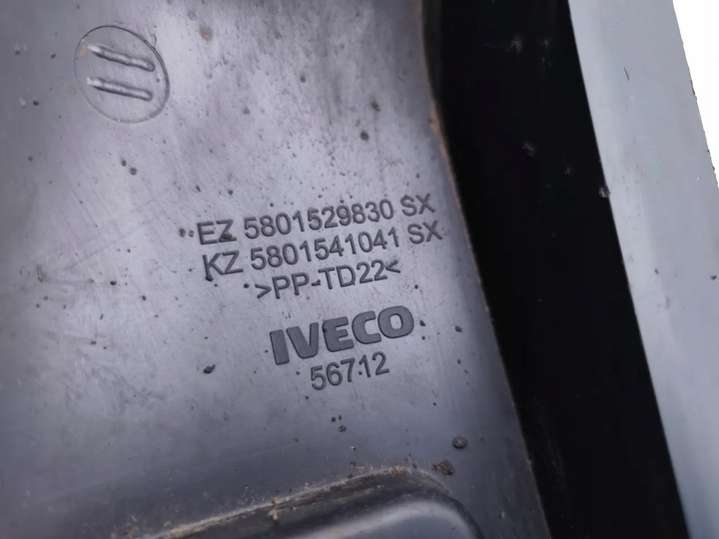 EZ 5801529830 SX
KZ 5801541041 SX
>PP-TD22<
IVECO
56712